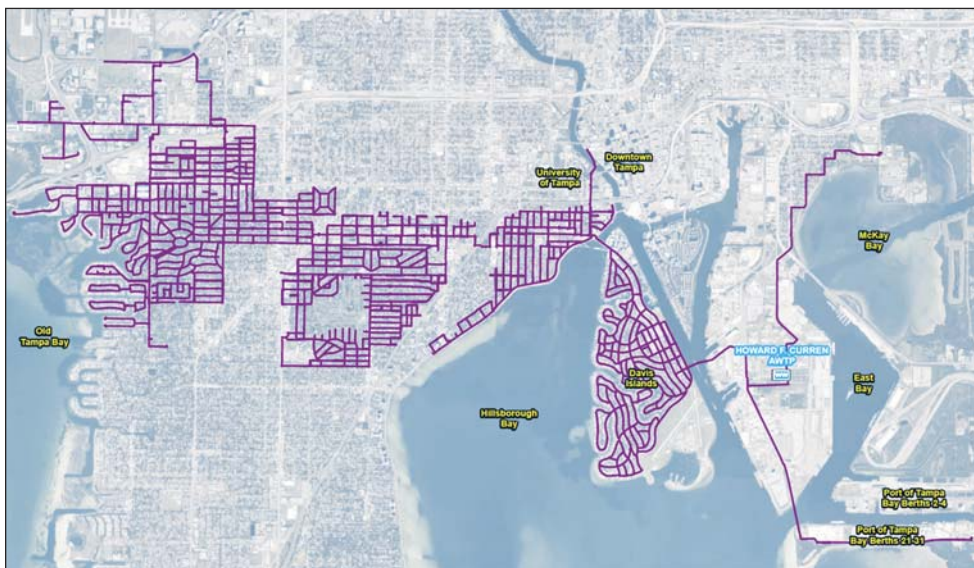 University
of Tampa
Downtown
Tampa
McKay
Bay
Old
Tampa Bay
HOWARD F. CURREN
AWTP
Davis
Islands
East
Bay
Hillsborough
Bay
Port of Tampa
Bay Berths 2-4
Port of Tampa
Bay Berths 21-31